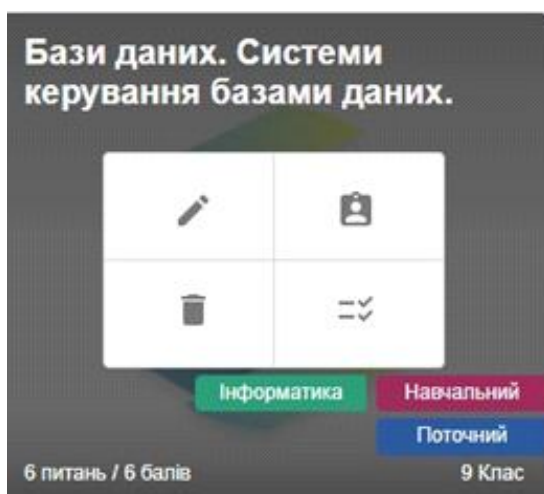 Бази даних. Системи
керування базами даних.
Інформатика
Навчальний
Поточний
6 питань / 6 балів
9 Клас